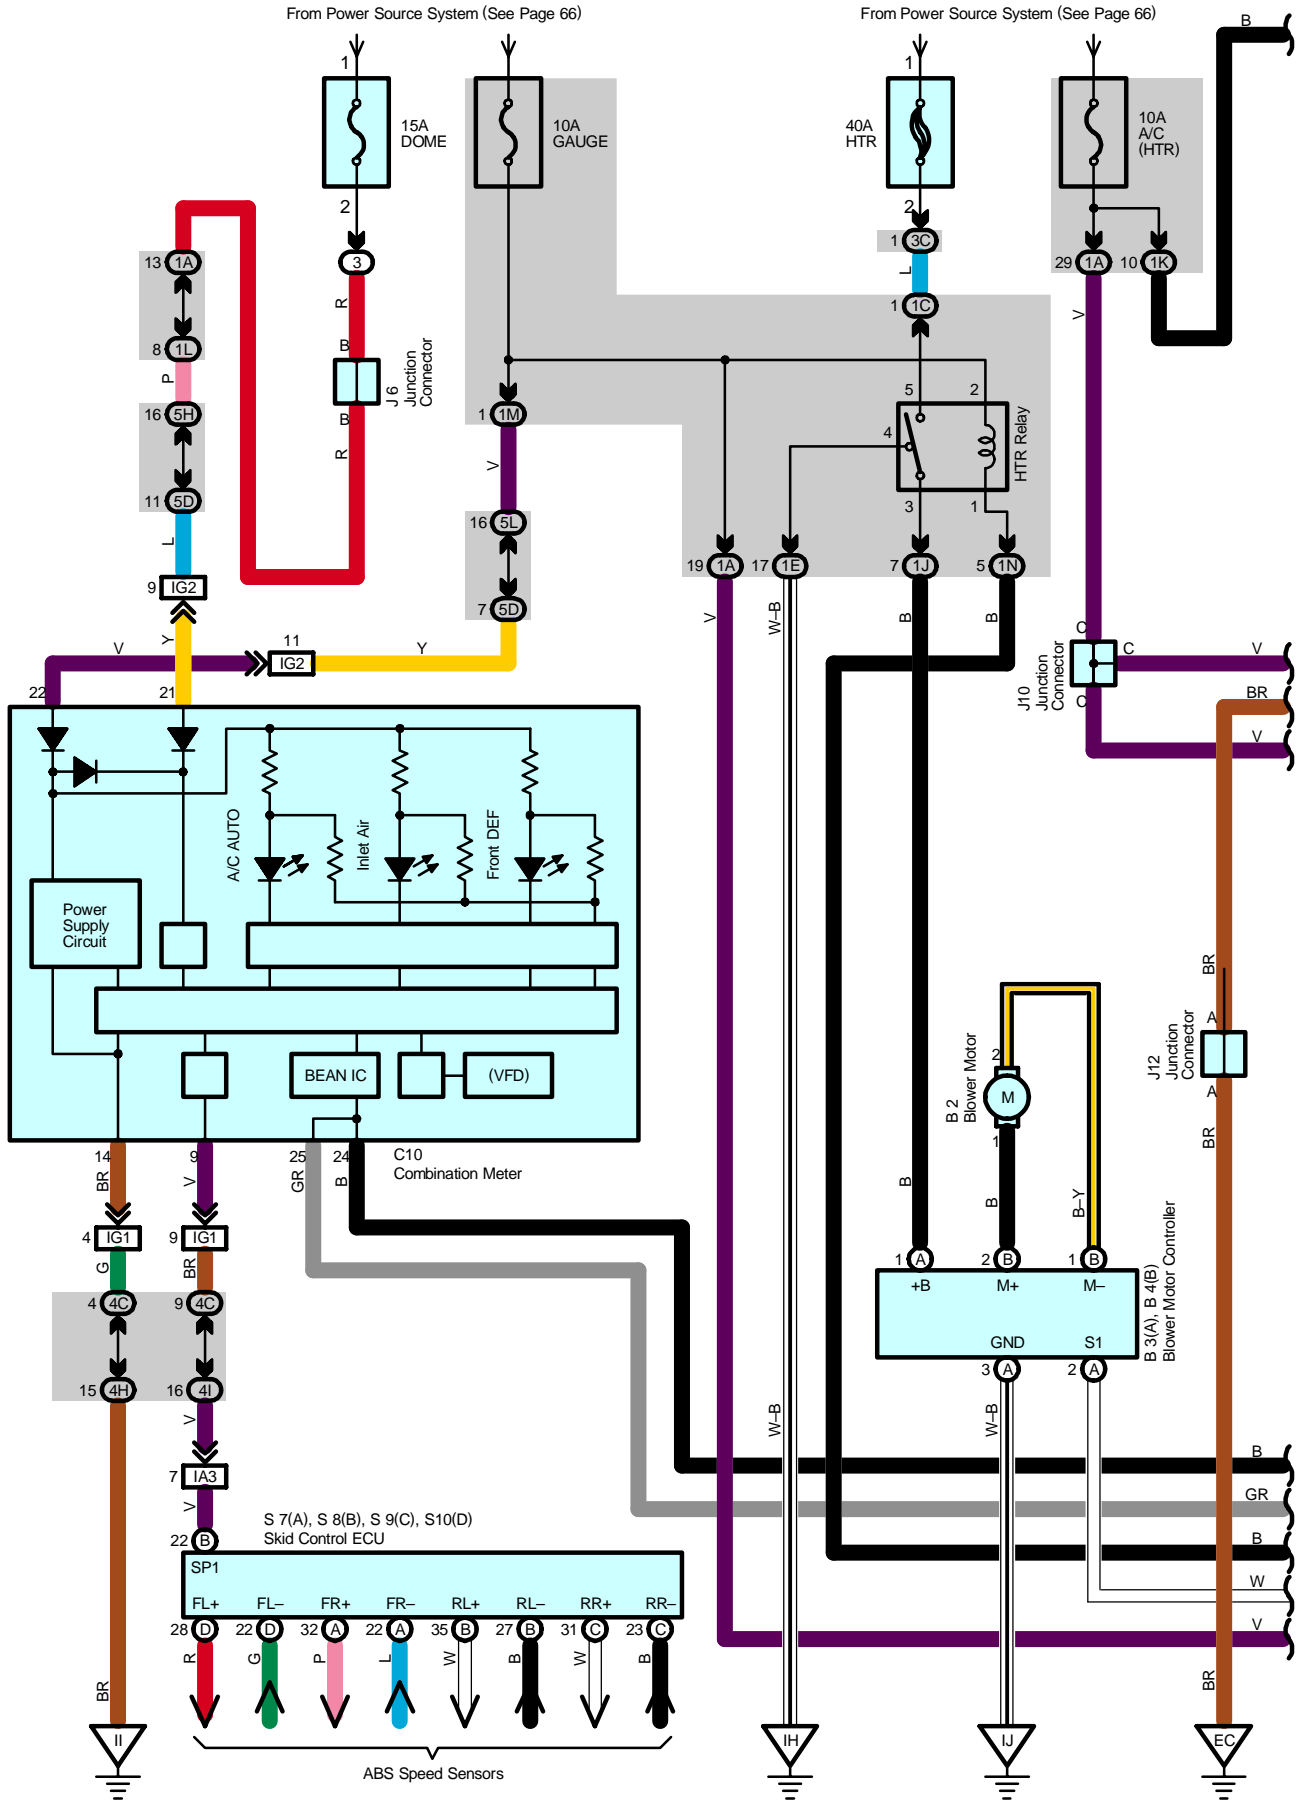 From Power Source System (See Page 66)
From Power Source System (See Page 66)
B
1
1
15A
DOME
10A
GAUGE
40A
HTR
10A
A/C
(HTR)
2
2
1 3C
13 1A
3
29 1A
10 1K
L
R
1 1C
V
B
8 1L
J 6
Junction
Connector
P
B
5
2
16 5H
R
1 1M
4
HTR Relay
V
11 5D
3
1
16 5L
L
19 1A
17 1E
7 1J
5 1N
9 IG2
7 5D
V
W–B
B
B
C
V
Y
11
IG2
Y
C
V
J10
Junction
Connector
C
22
21
BR
V
A/C AUTO
Inlet Air
Front DEF
Power
Supply
Circuit
BR
A
J12
Junction
Connector
A
BR
BEAN IC
(VFD)
2
B 2
Blower Motor
M
1
14
9
25
24
C10
Combination Meter
BR
V
GR
B
B
B
B–Y
4 IG1
9 IG1
G
BR
1 A
2 B
1 B
+B
M+
M–
GND
S1
B 3(A), B 4(B)
Blower Motor Controller
4 4C
9 4C
3 A
2 A
15 4H
16 4I
V
W–B
W–B
B
7 IA3
GR
V
S 7(A), S 8(B), S 9(C), S10(D)
Skid Control ECU
22 B
B
SP1
W
FL+
FL–
FR+
FR–
RL+
RL–
RR+
RR–
28 D
22 D
32 A
22 A
35 B
27 B
31 C
23 C
V
R
G
P
L
W
B
W
B
BR
BR
II
IH
IJ
EC
ABS Speed Sensors